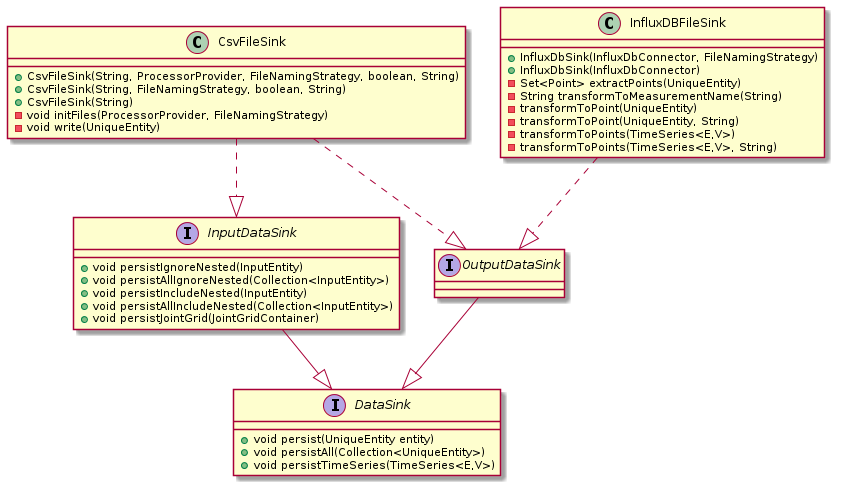 C CsvFileSink
CsvFileSink(String, ProcessorProvider, FileNamingStrategy, boolean, String)
CsvFileSink(String, FileNamingStrategy, boolean, String)
CsvFileSink(String)
void initFiles(ProcessorProvider, FileNamingStrategy)
void write(UniqueEntity)
C InfluxDBFileSink
InfluxDbSink(InfluxDbConnector, FileNamingStrategy)
InfluxDbSink(InfluxDbConnector)
Set<Point> extractPoints(UniqueEntity)
String transformToMeasurementName(String)
transformToPoint(UniqueEntity)
transformToPoint(UniqueEntity, String)
transformToPoints(TimeSeries<E,V>)
transformToPoints(TimeSeries<E,V>, String)
I InputDataSink
void persistIgnoreNested(InputEntity)
void persistAllIgnoreNested(Collection<InputEntity>)
void persistIncludeNested(InputEntity)
void persistAllIncludeNested(Collection<InputEntity>)
void persistJointGrid(JointGridContainer)
I OutputDataSink
I DataSink
void persist(UniqueEntity entity)
void persistAll(Collection<UniqueEntity>)
void persistTimeSeries(TimeSeries<E,V>)